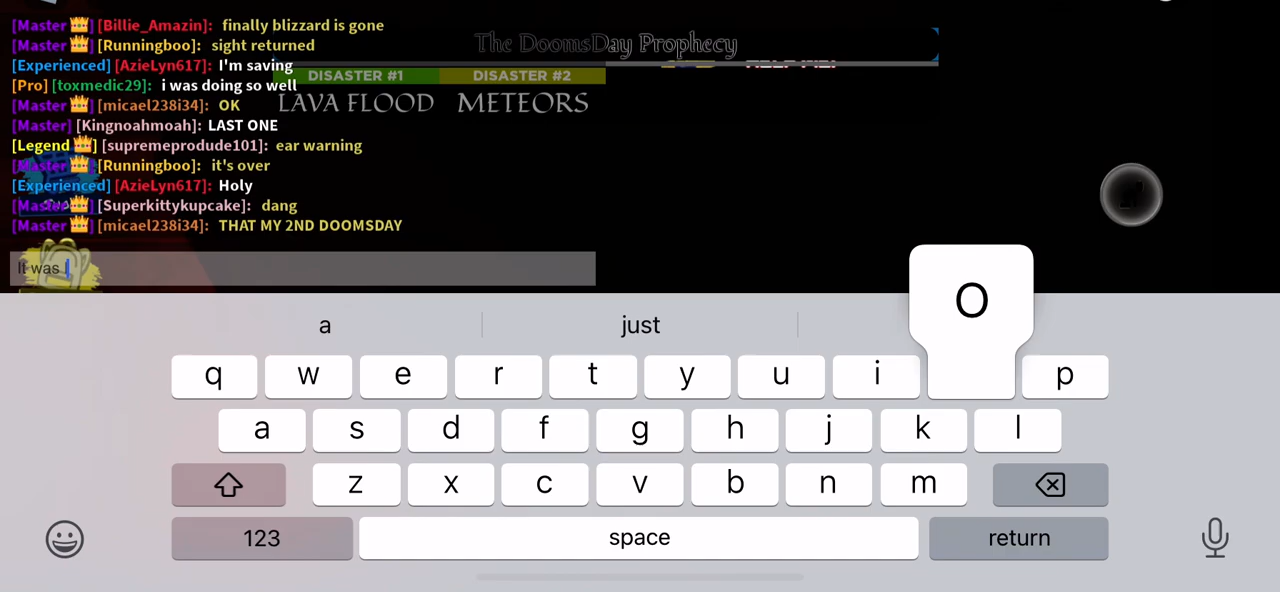 [Master 👑] [Billie_Amazin]: finally blizzard is gone
[Master 👑] [Runningboo]: sight returned
[Experienced] [AzieLyn617]: I'm saving
[Pro] [toxmedic29]: i was doing so well
[Master 👑] [micael238i34]: OK
[Master] [Kingnoahmoah]: LAST ONE
[Legend 👑] [supremeprodude101]: ear warning
[Master 👑] [Runningboo]: it's over
[Experienced] [AzieLyn617]: Holy
[Master 👑] [Superkittykupcake]: dang
[Master 👑] [micael238i34]: THAT MY 2ND DOOMSDAY
The DoomsDay Prophecy
DISASTER #1 DISASTER #2
LAVA FLOOD METEORS
It was
a just
O
q w e r t y u i p
a s d f g h j k l
z x c v b n m
123 space return